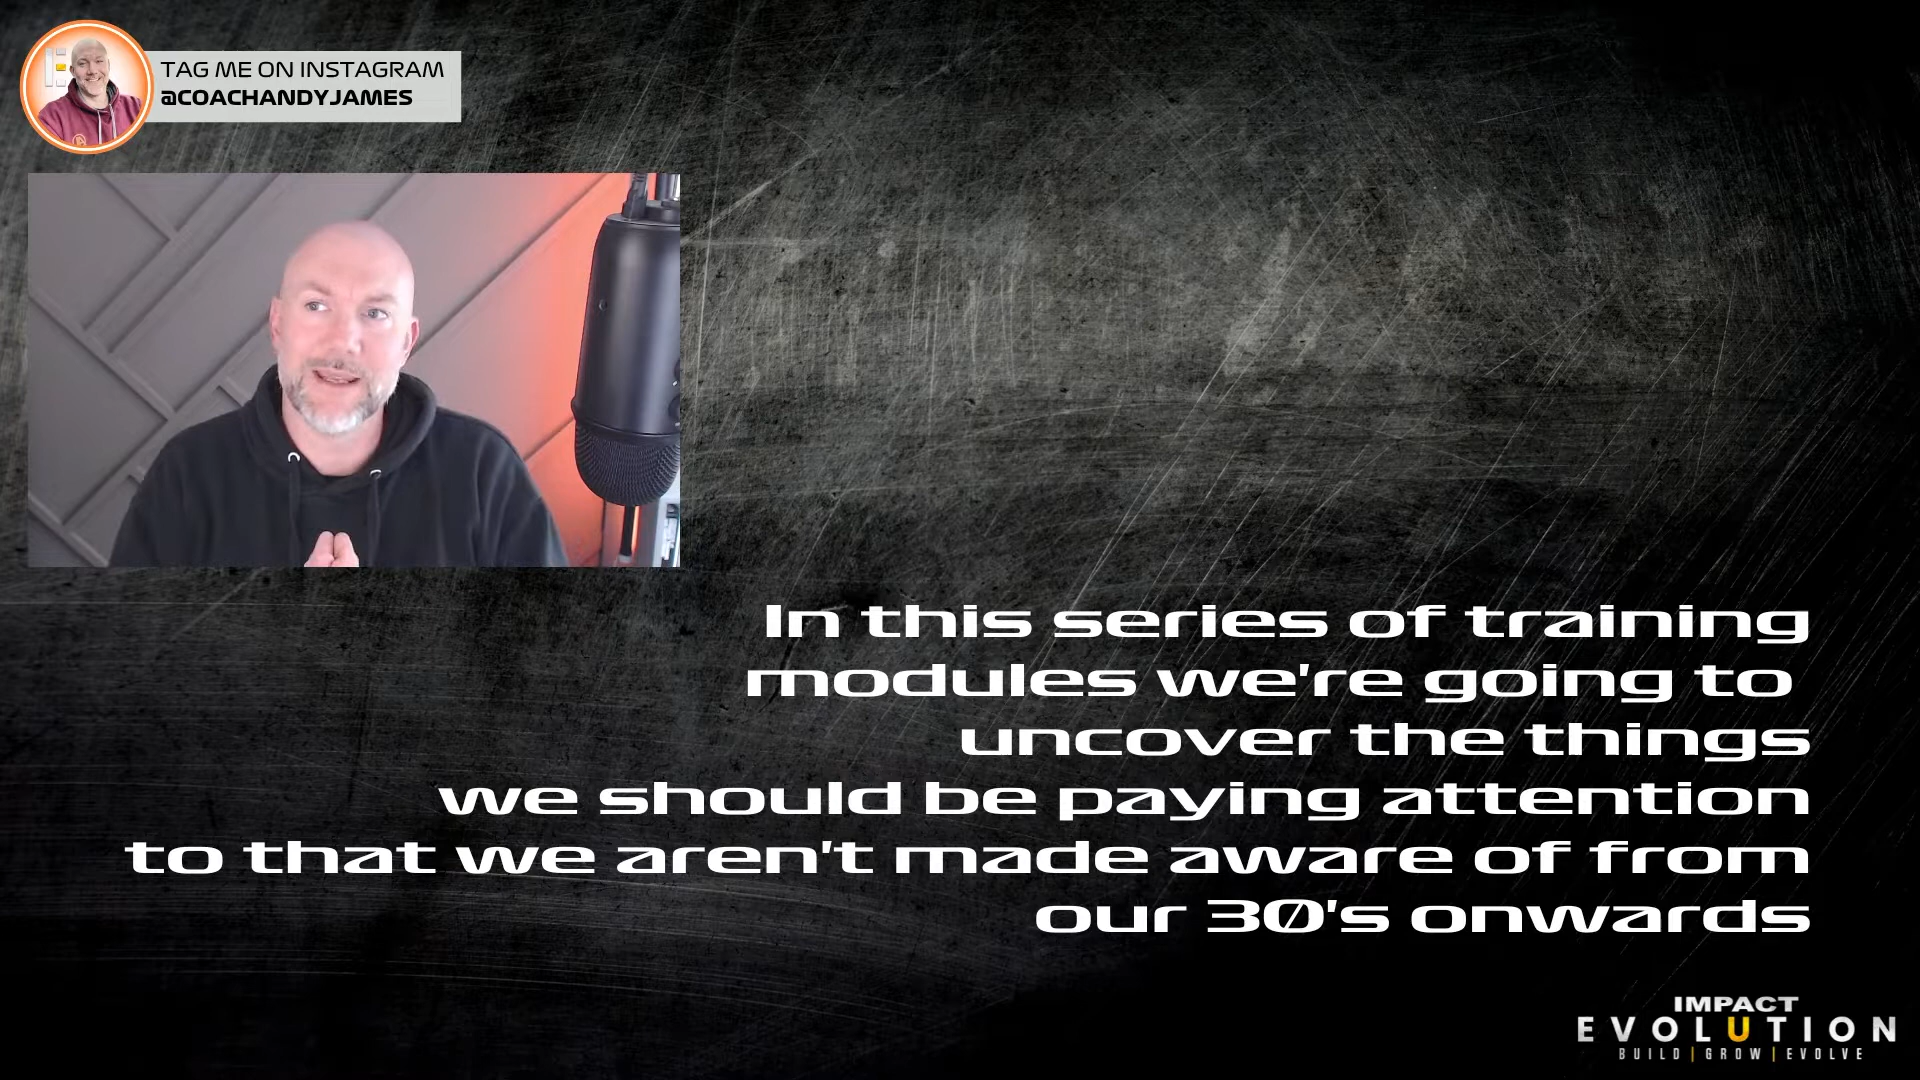 TAG ME ON INSTAGRAM
@COACHANDYJAMES
In this series of training
modules we're going to
uncover the things
we should be paying attention
to that we aren't made aware of from
our 30's onwards
IMPACT
EVOLUTION
BUILD | GROW | EVOLVE